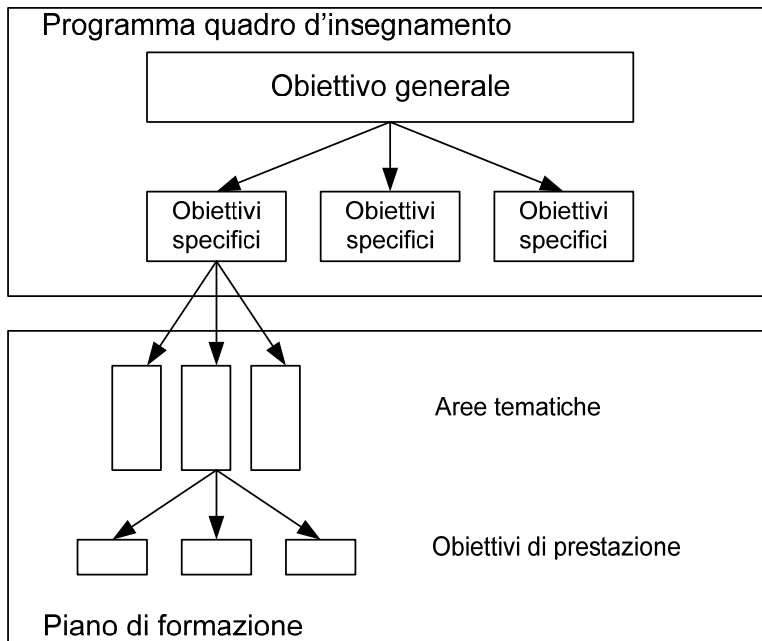 Programma quadro d'insegnamento
Obiettivo generale
Obiettivi
specifici
Obiettivi
specifici
Obiettivi
specifici
Aree tematiche
Obiettivi di prestazione
Piano di formazione